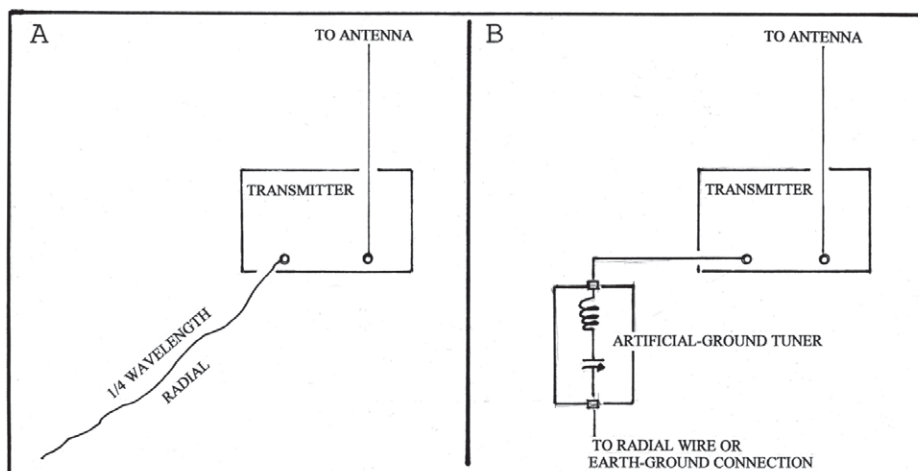 A
TO ANTENNA
TRANSMITTER
1/4 WAVELENGTH
RADIAL
B
TO ANTENNA
TRANSMITTER
ARTIFICIAL-GROUND TUNER
TO RADIAL WIRE OR
EARTH-GROUND CONNECTION